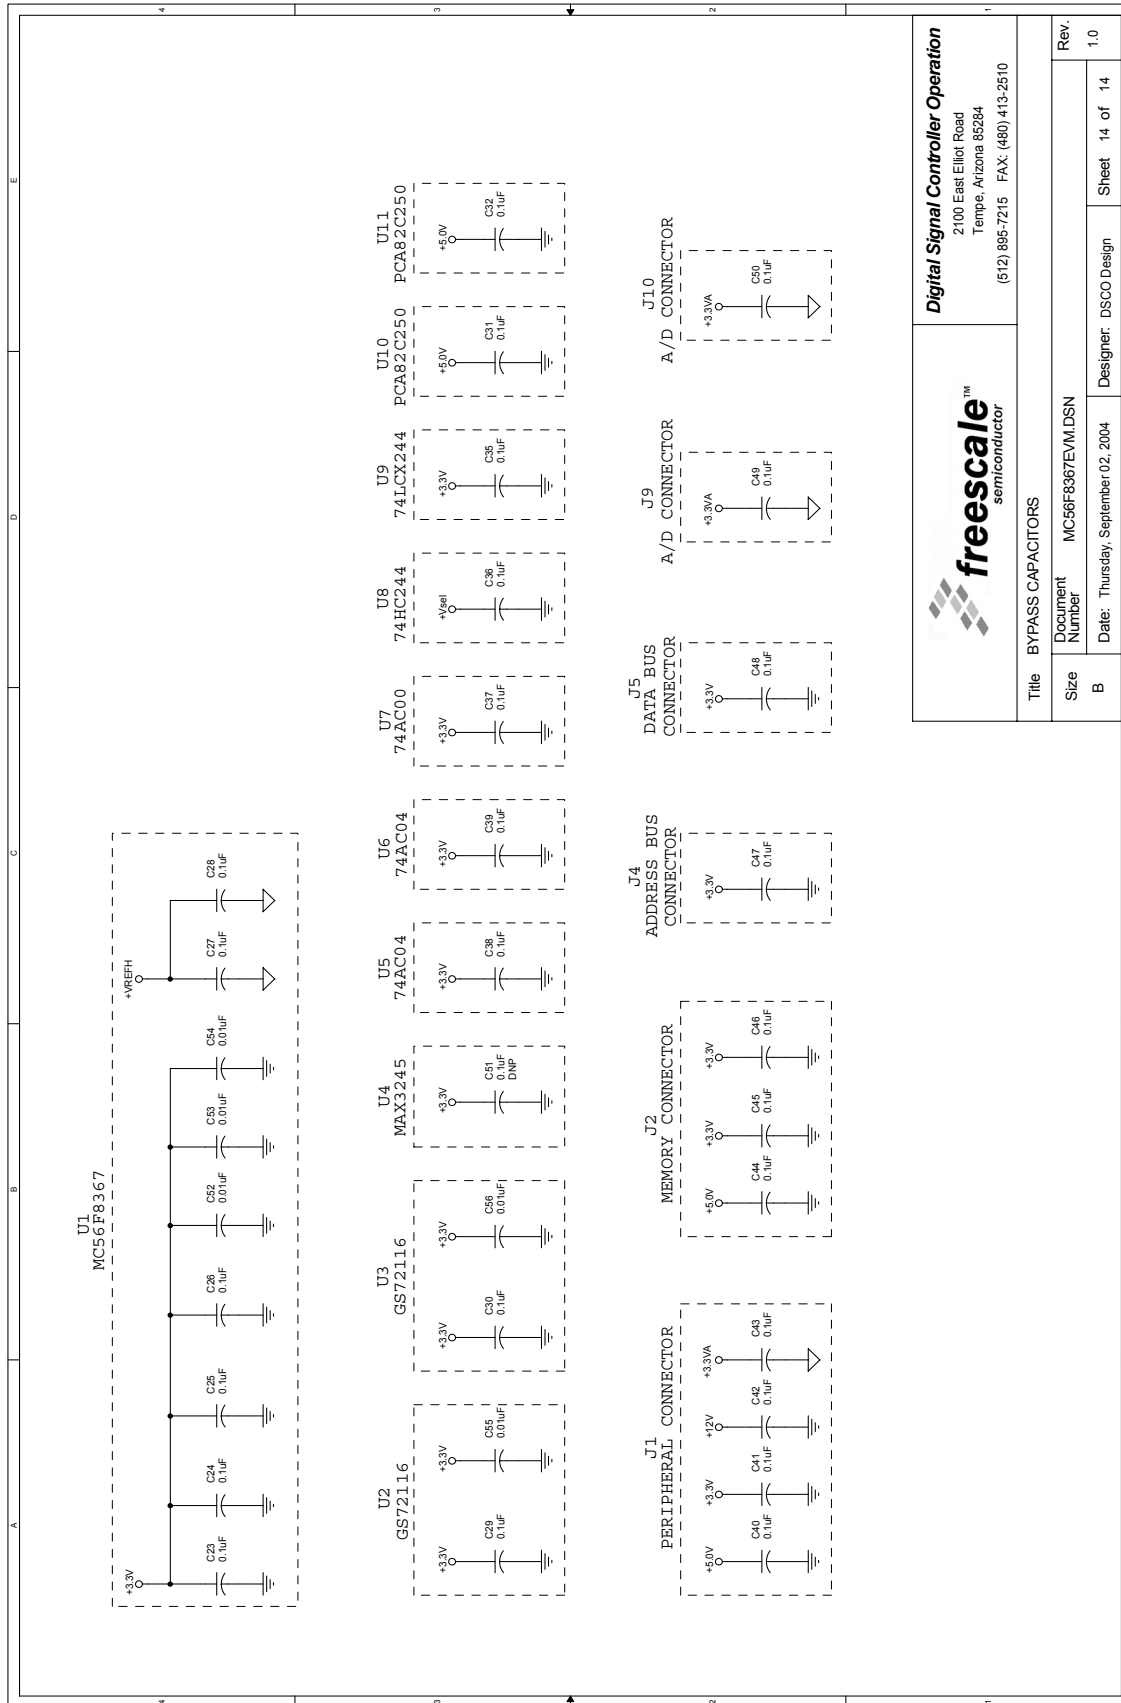 A
B
C
D
E
4
3
2
1
U1
MC56F8367
+3.3V
C23
0.1uF
C24
0.1uF
C25
0.1uF
C26
0.1uF
C52
0.01uF
C53
0.01uF
C54
0.01uF
+VREFH
C27
0.1uF
C28
0.1uF
U2
GS72116
+3.3V
C29
0.1uF
+3.3V
C55
0.01uF
U3
GS72116
+3.3V
C30
0.1uF
+3.3V
C56
0.01uF
U4
MAX3245
+3.3V
C51
0.1uF
DNP
U5
74AC04
+3.3V
C38
0.1uF
U6
74AC04
+3.3V
C39
0.1uF
U7
74AC00
+3.3V
C37
0.1uF
U8
74HC244
+Vsel
C36
0.1uF
U9
74LCX244
+3.3V
C35
0.1uF
U10
PCA82C250
+5.0V
C31
0.1uF
U11
PCA82C250
+5.0V
C32
0.1uF
J1
PERIPHERAL CONNECTOR
+5.0V
C40
0.1uF
+3.3V
C41
0.1uF
+12V
C42
0.1uF
+3.3VA
C43
0.1uF
J2
MEMORY CONNECTOR
+5.0V
C44
0.1uF
+3.3V
C45
0.1uF
+3.3V
C46
0.1uF
J4
ADDRESS BUS
CONNECTOR
+3.3V
C47
0.1uF
J5
DATA BUS
CONNECTOR
+3.3V
C48
0.1uF
J9
A/D CONNECTOR
+3.3VA
C49
0.1uF
J10
A/D CONNECTOR
+3.3VA
C50
0.1uF
freescale™
semiconductor
Digital Signal Controller Operation
2100 East Elliot Road
Tempe, Arizona 85284
(512) 895-7215 FAX: (480) 413-2510
Title BYPASS CAPACITORS
Size
B
Document
Number
MC56F8367EVM.DSN
Rev.
1.0
Date: Thursday, September 02, 2004
Designer: DSCO Design
Sheet 14 of 14
4
3
2
1